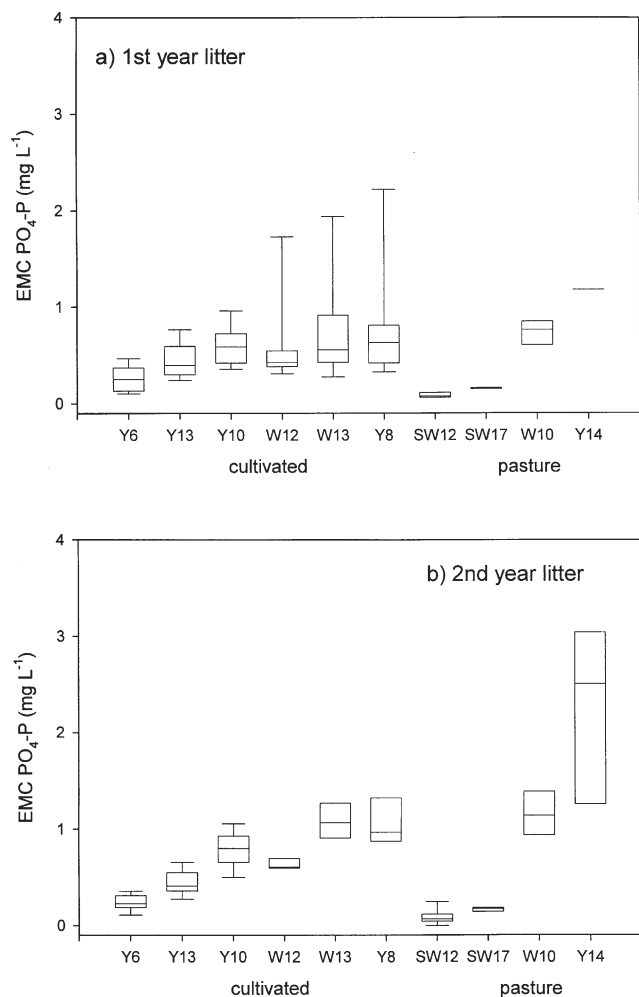 a) 1st year litter
4
3
2
1
0
EMC PO₄-P (mg L⁻¹)
Y6 Y13 Y10 W12 W13 Y8 SW12 SW17 W10 Y14
cultivated pasture
b) 2nd year litter
4
3
2
1
0
EMC PO₄-P (mg L⁻¹)
Y6 Y13 Y10 W12 W13 Y8 SW12 SW17 W10 Y14
cultivated pasture